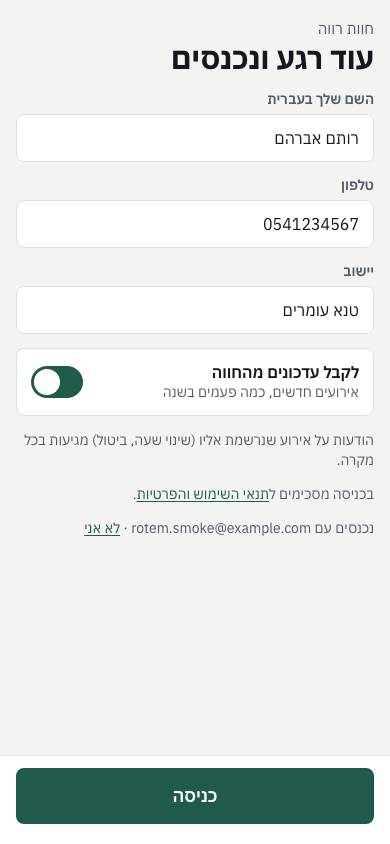 חוות רווה
עוד רגע ונכנסים
השם שלך בעברית
רותם אברהם
טלפון
0541234567
יישוב
טנא עומרים
לקבל עדכונים מהחווה
אירועים חדשים, כמה פעמים בשנה
הודעות על אירוע שנרשמת אליו (שינוי שעה, ביטול) מגיעות בכל
מקרה.
בכניסה מסכימים לתנאי השימוש והפרטיות.
נכנסים עם rotem.smoke@example.com · לא אני
כניסה